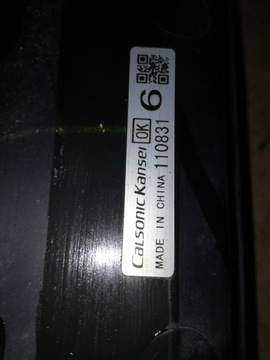 CalsonicKansei OK 6
MADE IN CHINA 110831